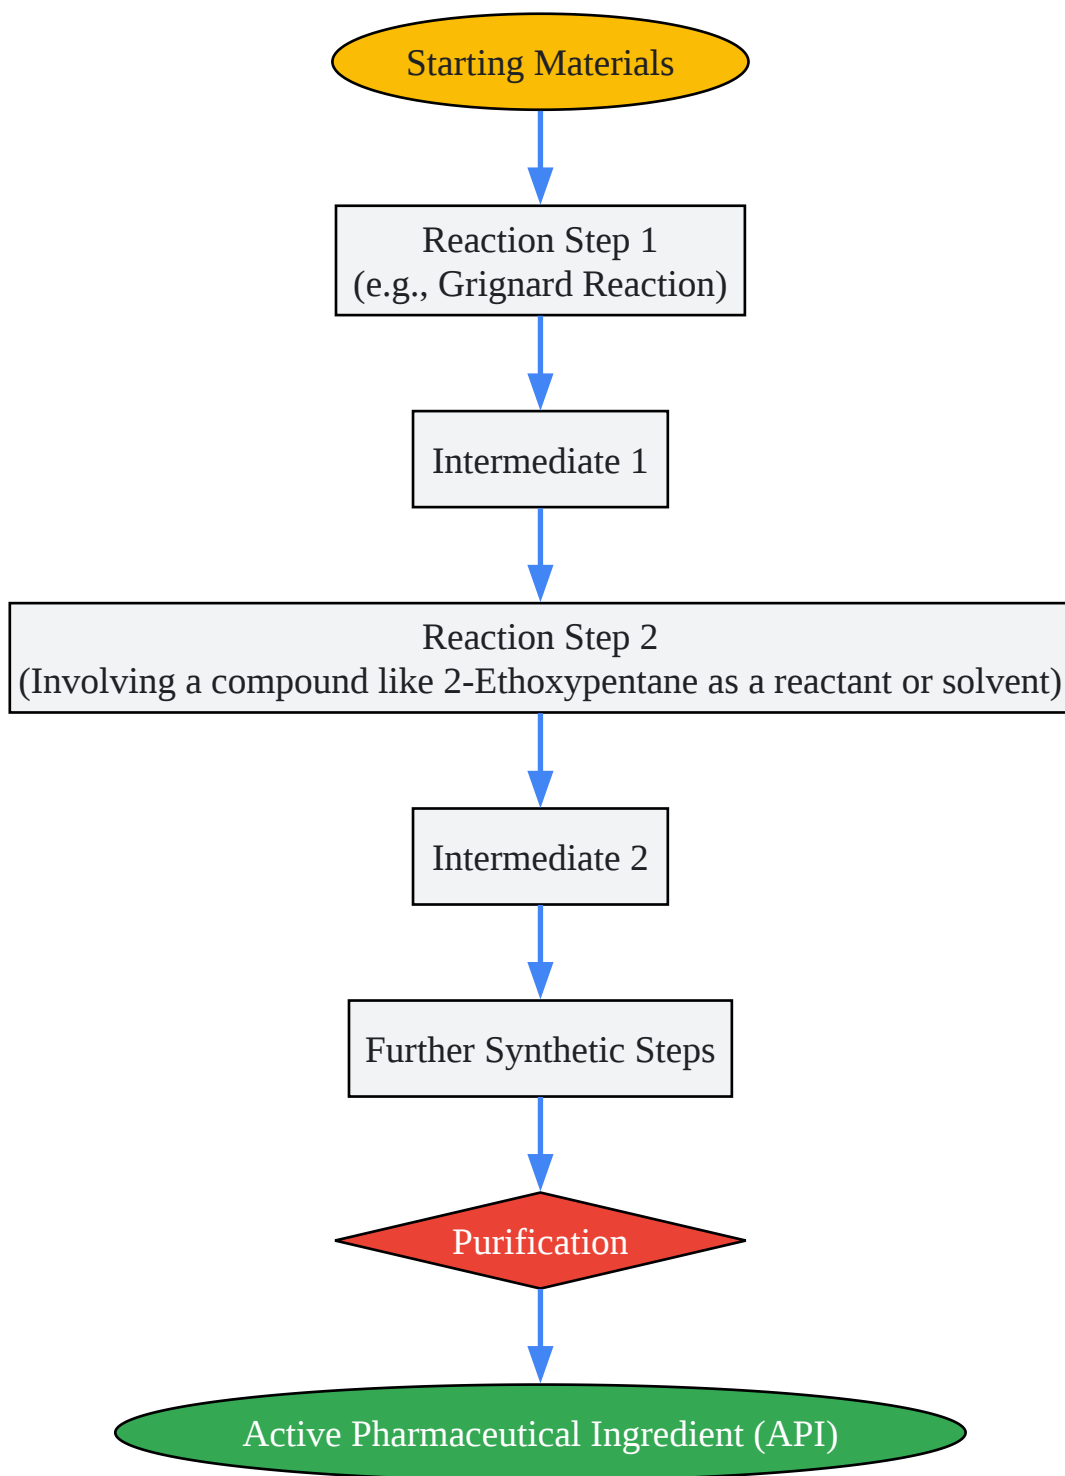 Starting Materials
Reaction Step 1
(e.g., Grignard Reaction)
Intermediate 1
Reaction Step 2
(Involving a compound like 2-Ethoxypentane as a reactant or solvent)
Intermediate 2
Further Synthetic Steps
Purification
Active Pharmaceutical Ingredient (API)